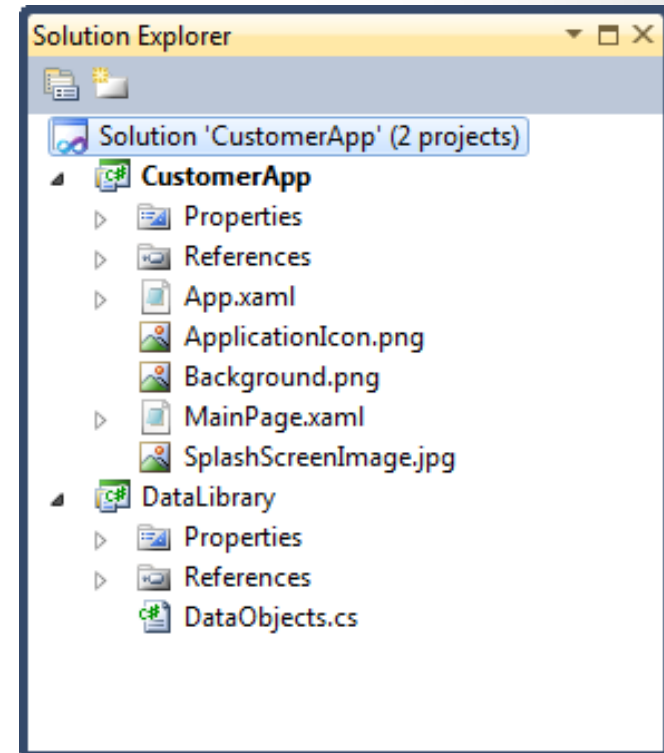 Solution Explorer
Solution 'CustomerApp' (2 projects)
CustomerApp
Properties
References
App.xaml
ApplicationIcon.png
Background.png
MainPage.xaml
SplashScreenImage.jpg
DataLibrary
Properties
References
DataObjects.cs